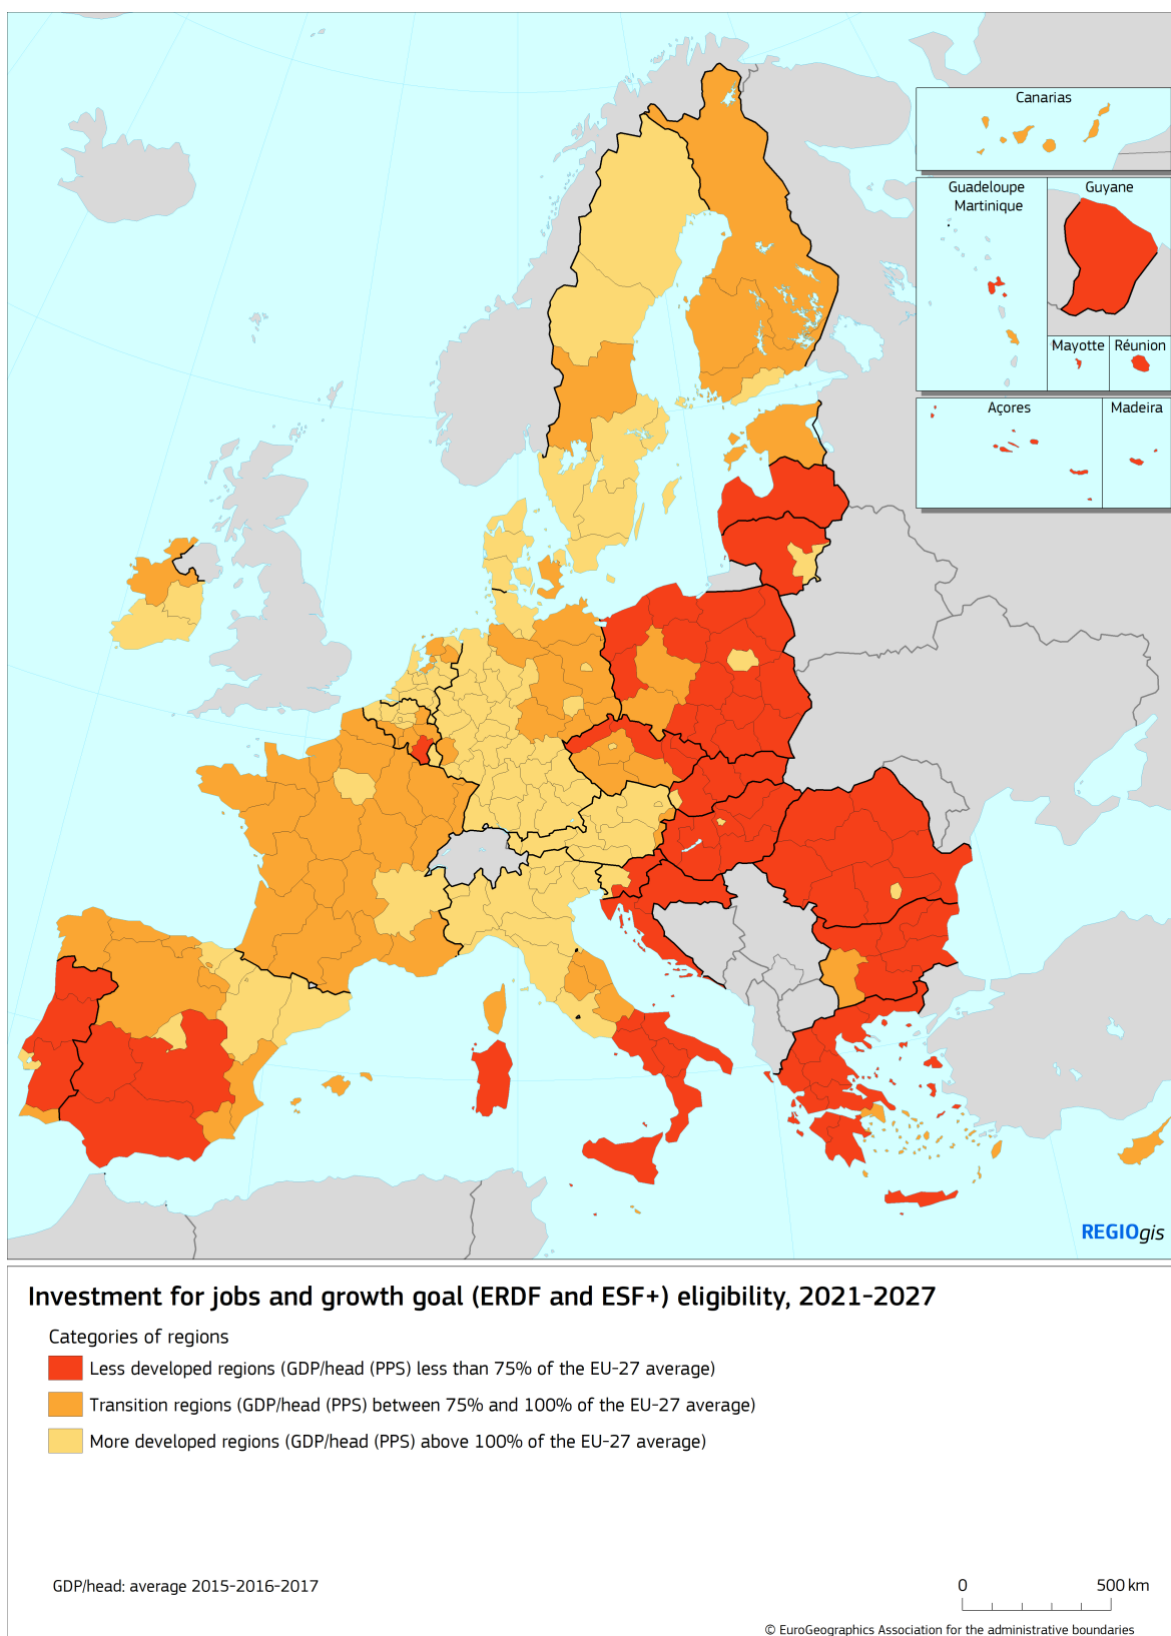 Canarias
Guadeloupe
Martinique
Guyane
Mayotte
Réunion
Açores
Madeira
REGIOgis
Investment for jobs and growth goal (ERDF and ESF+) eligibility, 2021-2027
Categories of regions
Less developed regions (GDP/head (PPS) less than 75% of the EU-27 average)
Transition regions (GDP/head (PPS) between 75% and 100% of the EU-27 average)
More developed regions (GDP/head (PPS) above 100% of the EU-27 average)
GDP/head: average 2015-2016-2017
0 500 km
© EuroGeographics Association for the administrative boundaries